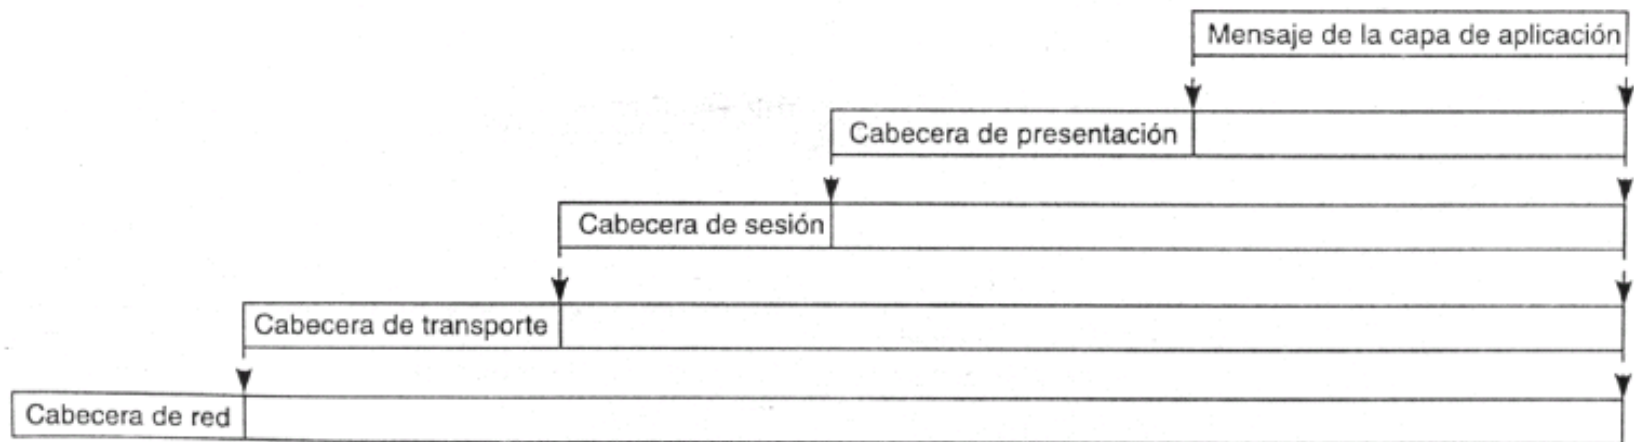 Mensaje de la capa de aplicación
Cabecera de presentación
Cabecera de sesión
Cabecera de transporte
Cabecera de red